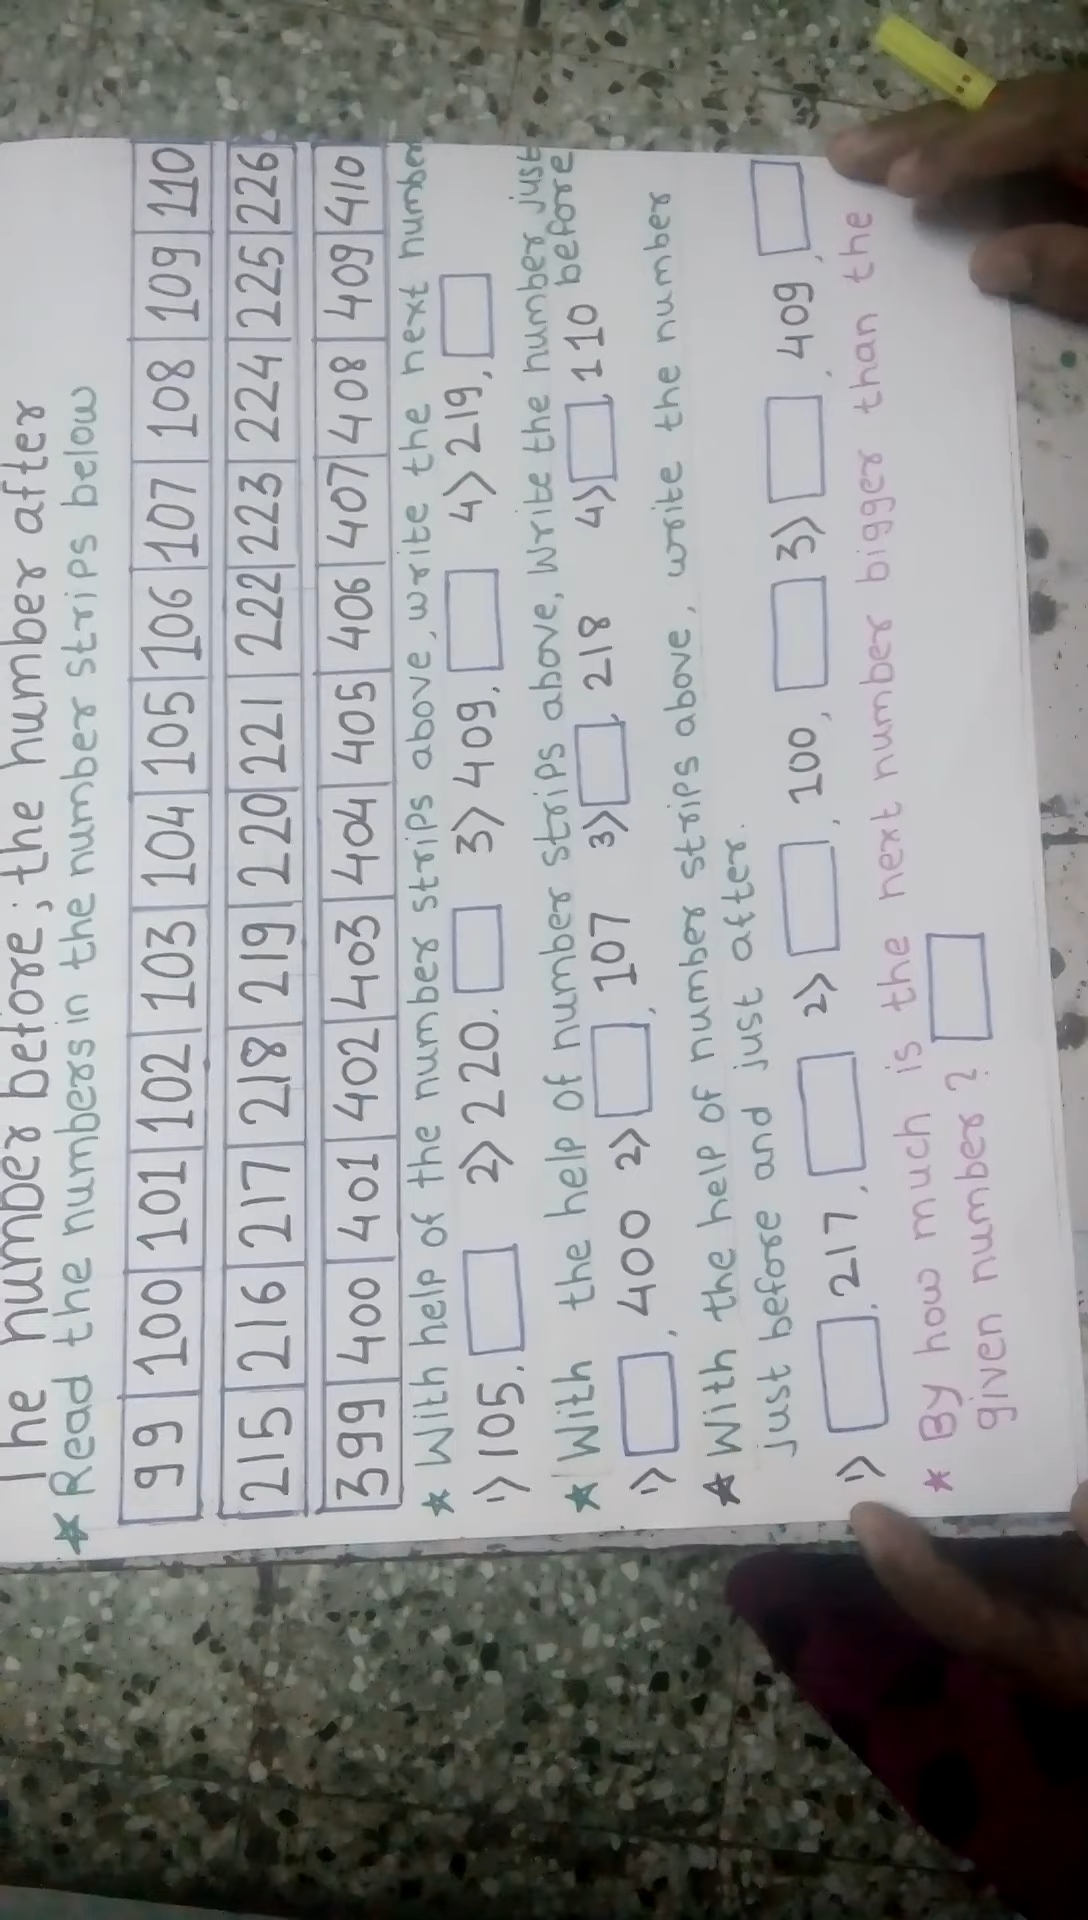 The number before; the number after
★ Read the numbers in the number strips below
99 100 101 102 103 104 105 106 107 108 109 110
215 216 217 218 219 220 221 222 223 224 225 226
399 400 401 402 403 404 405 406 407 408 409 410
★ With help of the number strips above, write the next number
1) 105, 2) 220, 3) 409, 4) 219,
★ With the help of number strips above, write the number just before
1) , 400 2) , 107 3) , 218 4) , 110
★ With the help of number strips above, write the number
just before and just after.
1) , 217, 2) , 100, 3) , 409,
★ By how much is the next number bigger than the
given number?